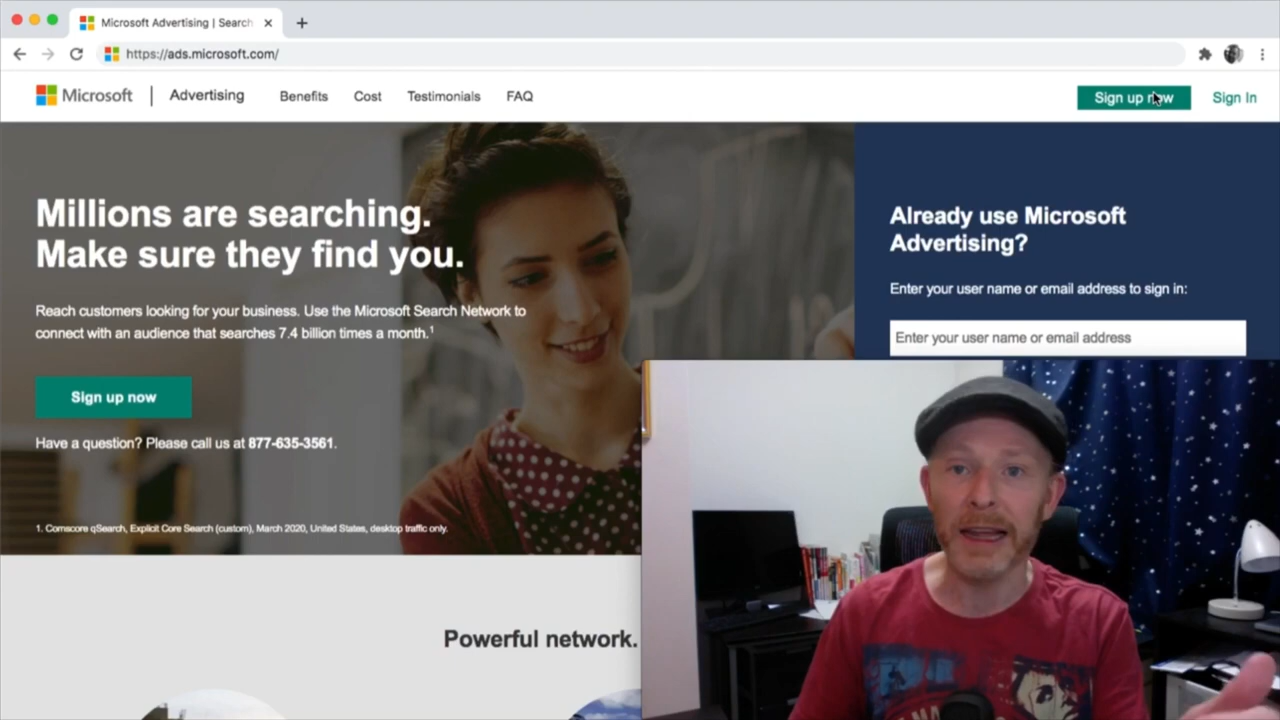 Microsoft Advertising | Search
https://ads.microsoft.com/
Microsoft | Advertising Benefits Cost Testimonials FAQ Sign up now Sign In
Millions are searching.
Make sure they find you.
Reach customers looking for your business. Use the Microsoft Search Network to
connect with an audience that searches 7.4 billion times a month.1
Sign up now
Have a question? Please call us at 877-635-3561.
1. Comscore qSearch, Explicit Core Search (custom), March 2020, United States, desktop traffic only.
Already use Microsoft
Advertising?
Enter your user name or email address to sign in:
Enter your user name or email address
Powerful network.